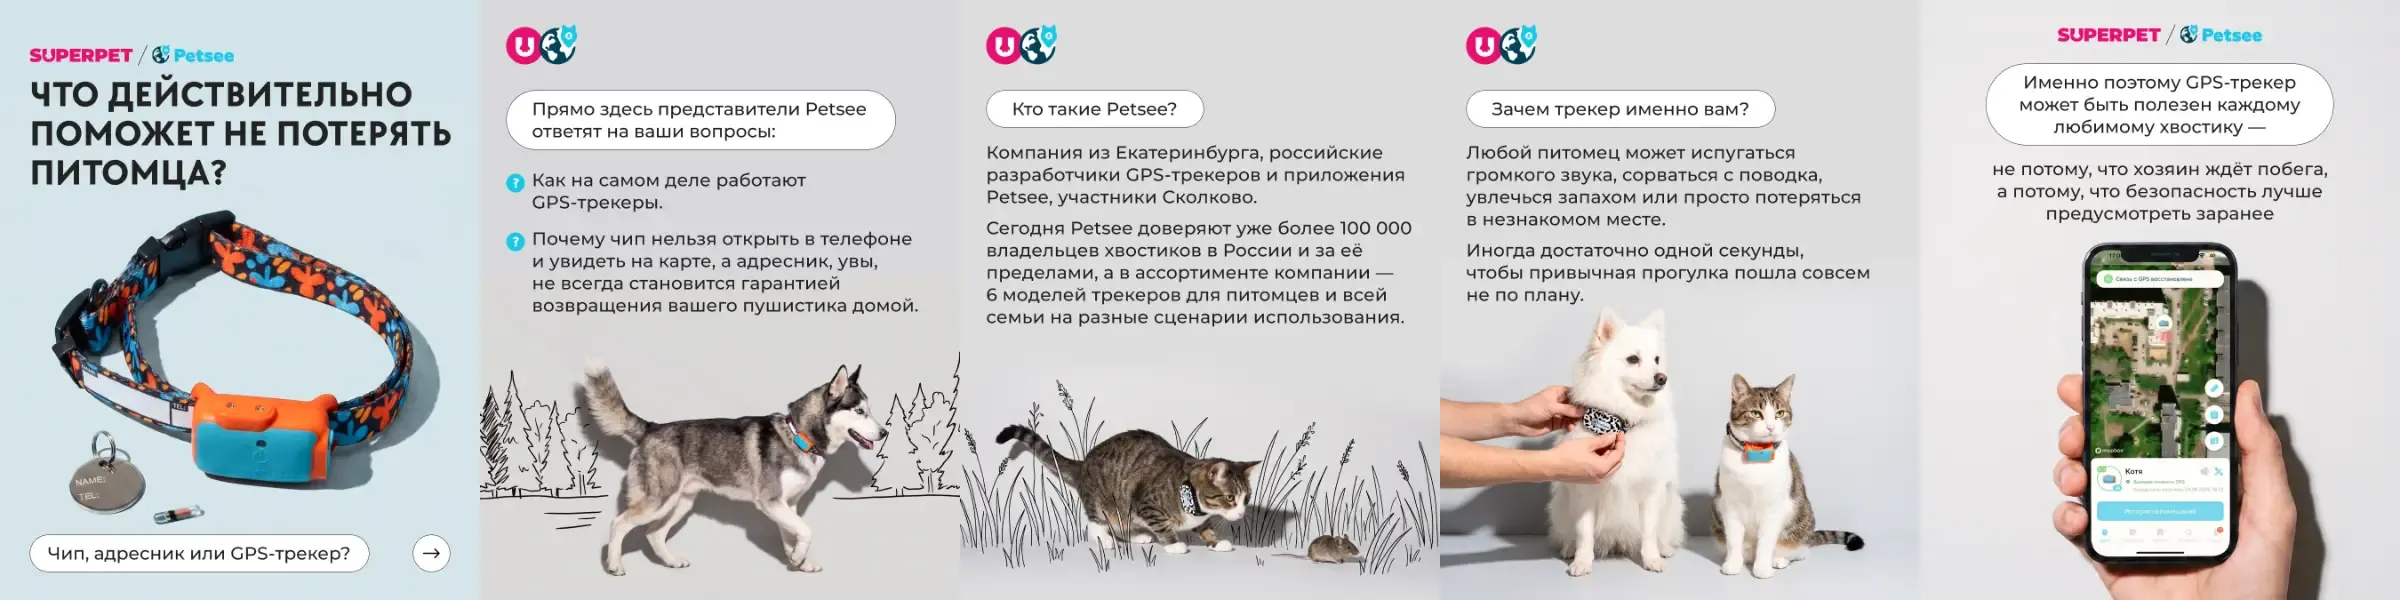 SUPERPET / Petsee
ЧТО ДЕЙСТВИТЕЛЬНО
ПОМОЖЕТ НЕ ПОТЕРЯТЬ
ПИТОМЦА?
TEL:
NAME:
TEL:
Чип, адресник или GPS-трекер?
Прямо здесь представители Petsee
ответят на ваши вопросы:
? Как на самом деле работают
GPS-трекеры.
? Почему чип нельзя открыть в телефоне
и увидеть на карте, а адресник, увы,
не всегда становится гарантией
возвращения вашего пушистика домой.
Кто такие Petsee?
Компания из Екатеринбурга, российские
разработчики GPS-трекеров и приложения
Petsee, участники Сколково.
Сегодня Petsee доверяют уже более 100 000
владельцев хвостиков в России и за её
пределами, а в ассортименте компании —
6 моделей трекеров для питомцев и всей
семьи на разные сценарии использования.
Зачем трекер именно вам?
Любой питомец может испугаться
громкого звука, сорваться с поводка,
увлечься запахом или просто потеряться
в незнакомом месте.
Иногда достаточно одной секунды,
чтобы привычная прогулка пошла совсем
не по плану.
SUPERPET / Petsee
Именно поэтому GPS-трекер
может быть полезен каждому
любимому хвостику —
не потому, что хозяин ждёт побега,
а потому, что безопасность лучше
предусмотреть заранее
Связь с GPS восстановлена
mapbox
Котя
История перемещений